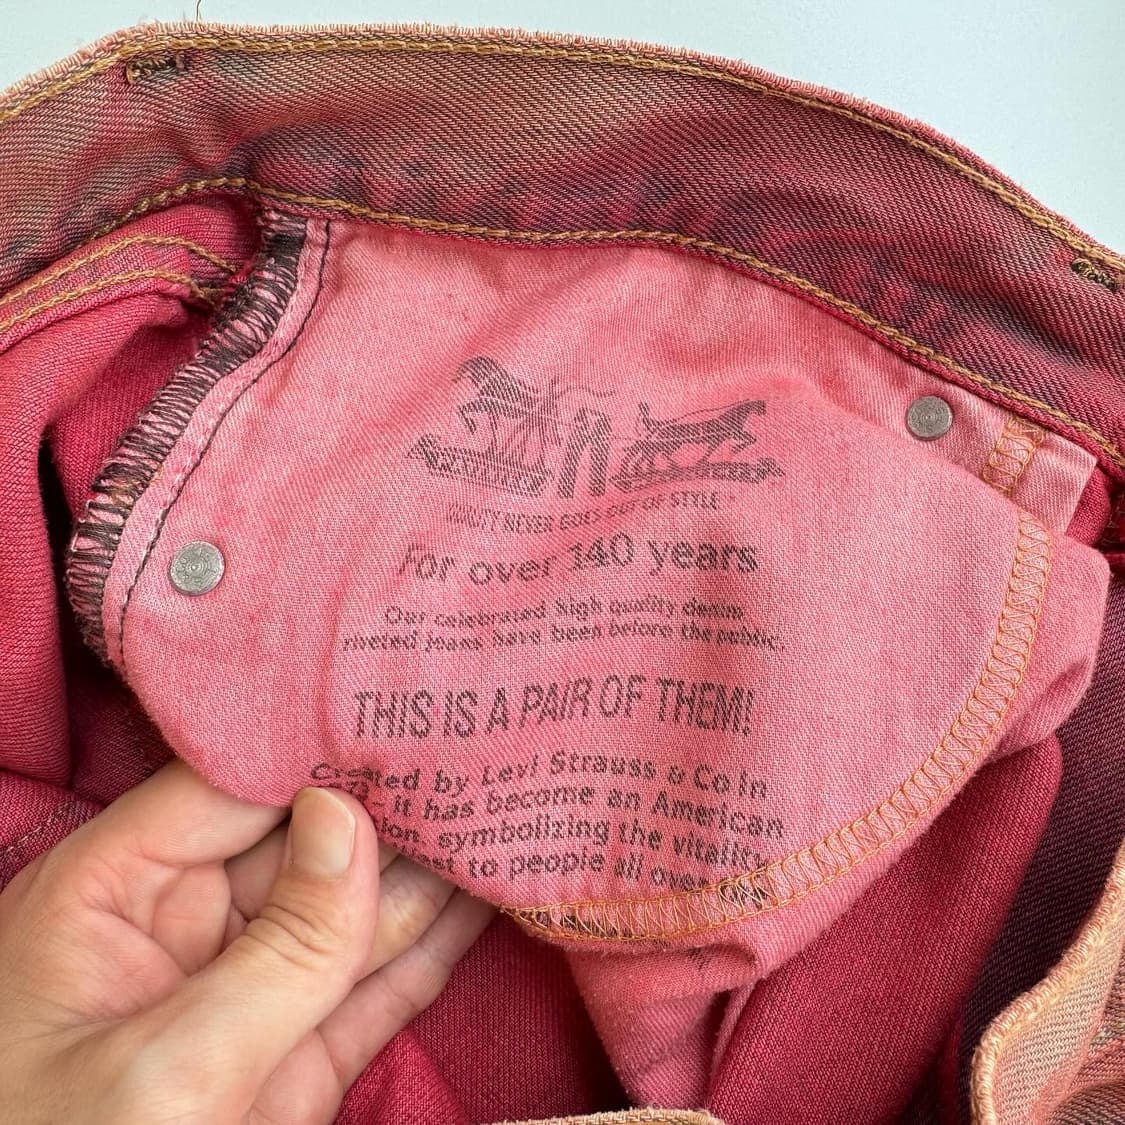 QUALITY NEVER GOES OUT OF STYLE
For over 140 years
Our celebrated high quality denim
riveted jeans have been before the public.
THIS IS A PAIR OF THEM!
Created by Levi Strauss & Co in
- it has become an American
symbolizing the vitality
to people all over